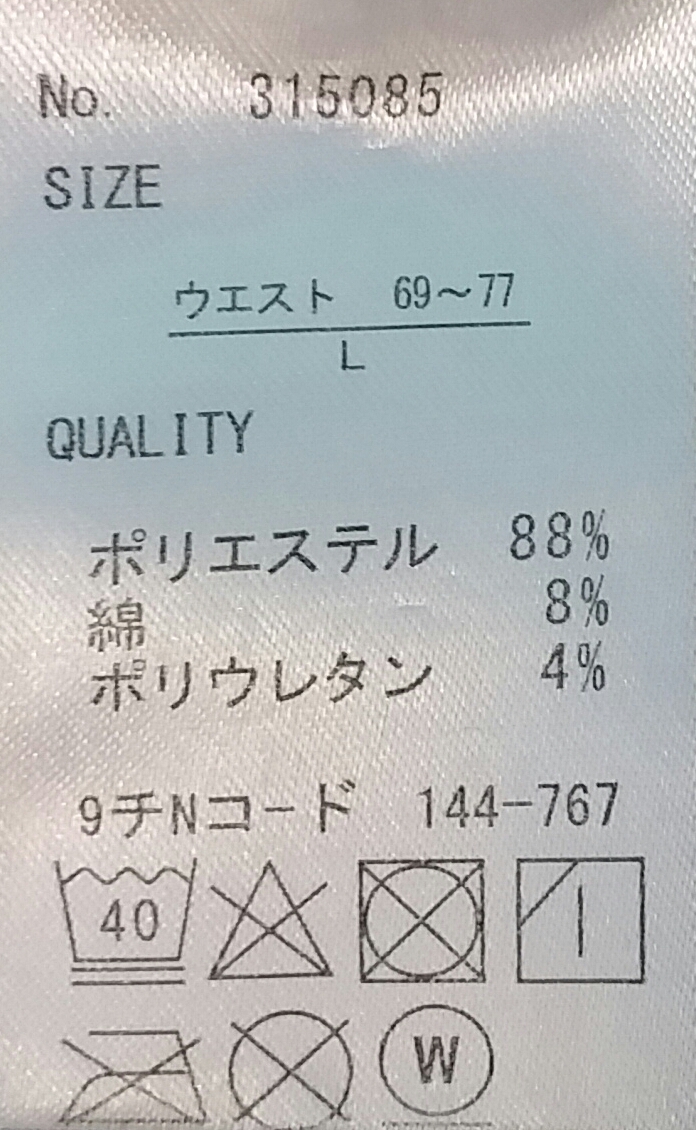 No. 315085
SIZE
ウエスト 69～77
L
QUALITY
ポリエステル 88%
綿 8%
ポリウレタン 4%
9チNコード 144-767
40
W